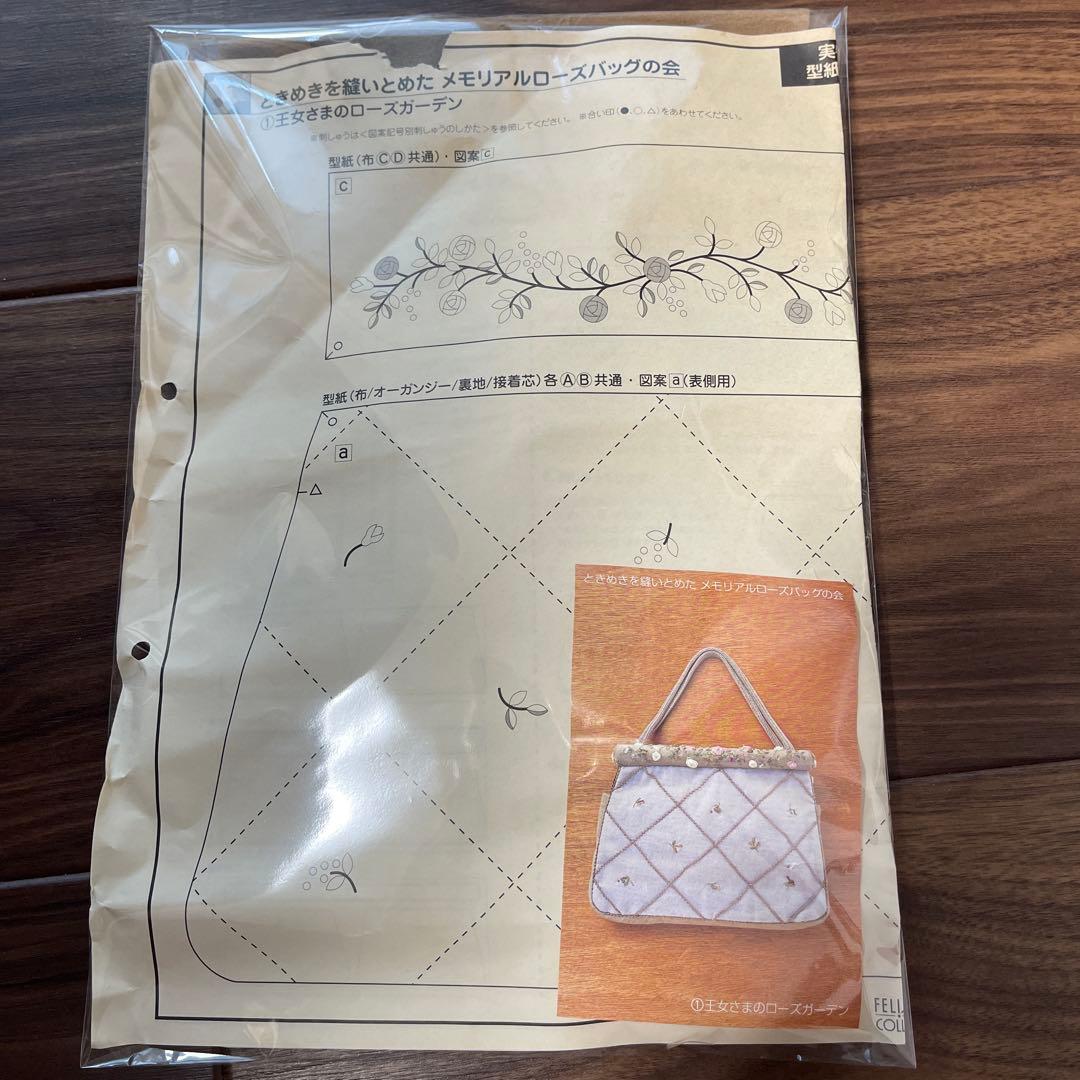 実
型紙
ときめきを縫いとめた メモリアルローズバッグの会
①王女さまのローズガーデン
※刺しゅうは<図案記号別刺しゅうのしかた>を参照してください。 ※合い印(●、○、△)をあわせてください。
型紙(布ⒸⒹ共通)・図案c
c
型紙(布/オーガンジー/裏地/接着芯)各ⒶⒷ共通・図案a(表側用)
a
ときめきを縫いとめた メモリアルローズバッグの会
①王女さまのローズガーデン
FELI
COLL